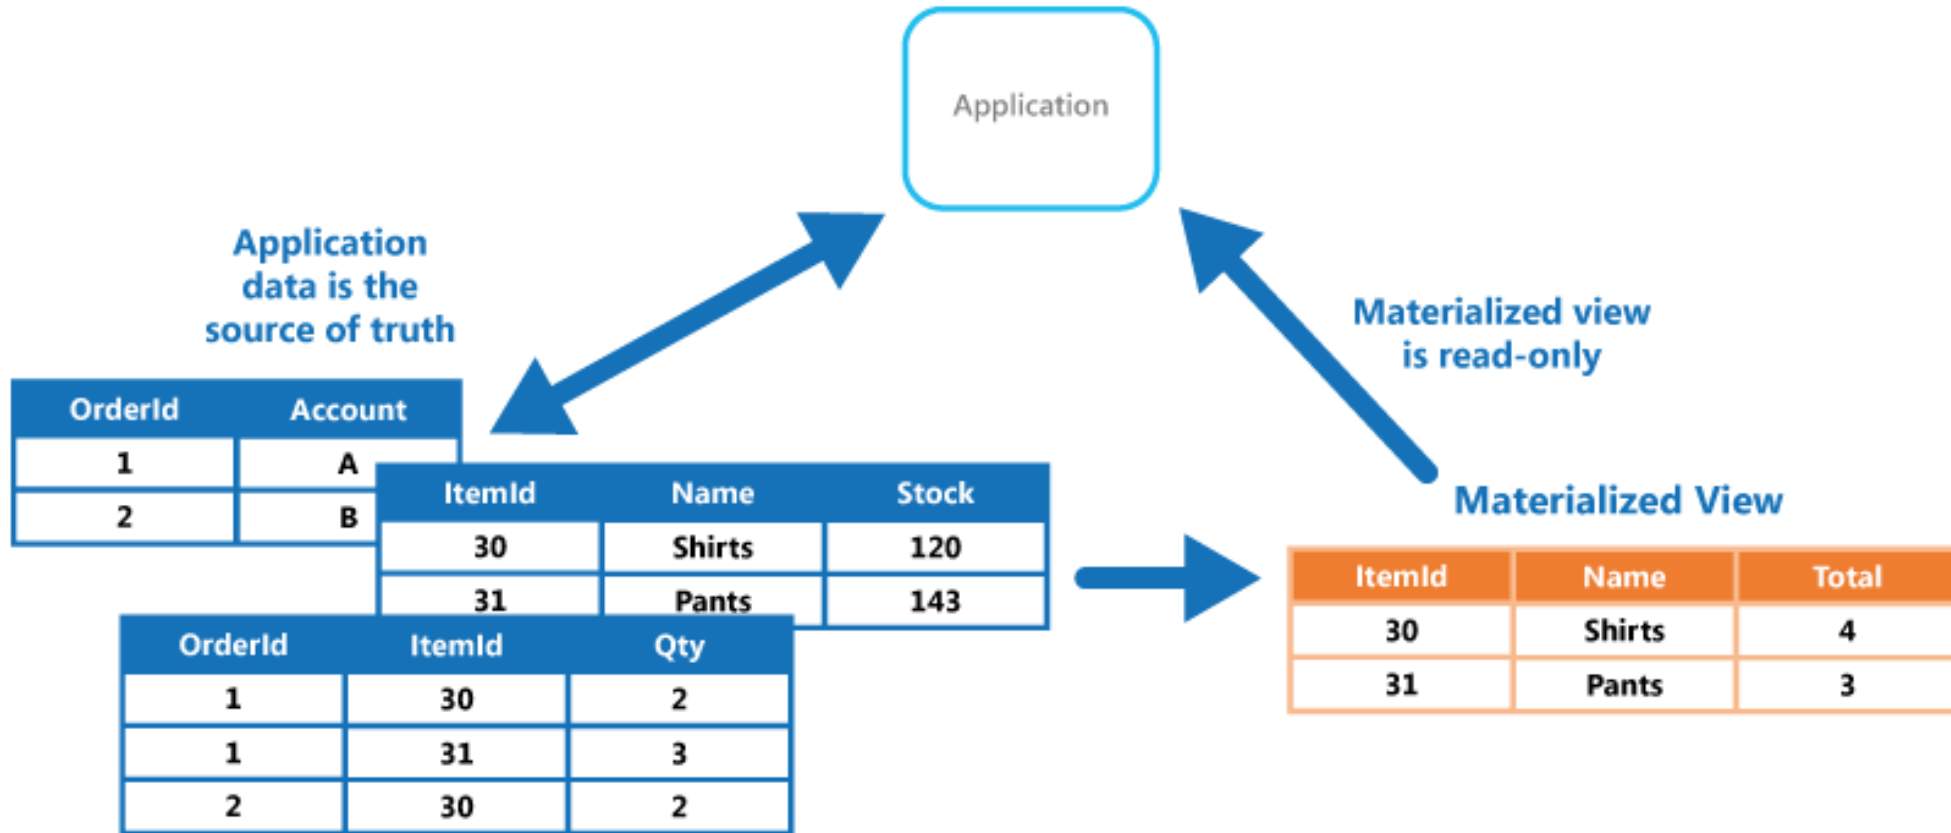 Application
Application
data is the
source of truth
Materialized view
is read-only
OrderId Account
1 A
2 B
ItemId Name Stock
30 Shirts 120
31 Pants 143
OrderId ItemId Qty
1 30 2
1 31 3
2 30 2
Materialized View
ItemId Name Total
30 Shirts 4
31 Pants 3